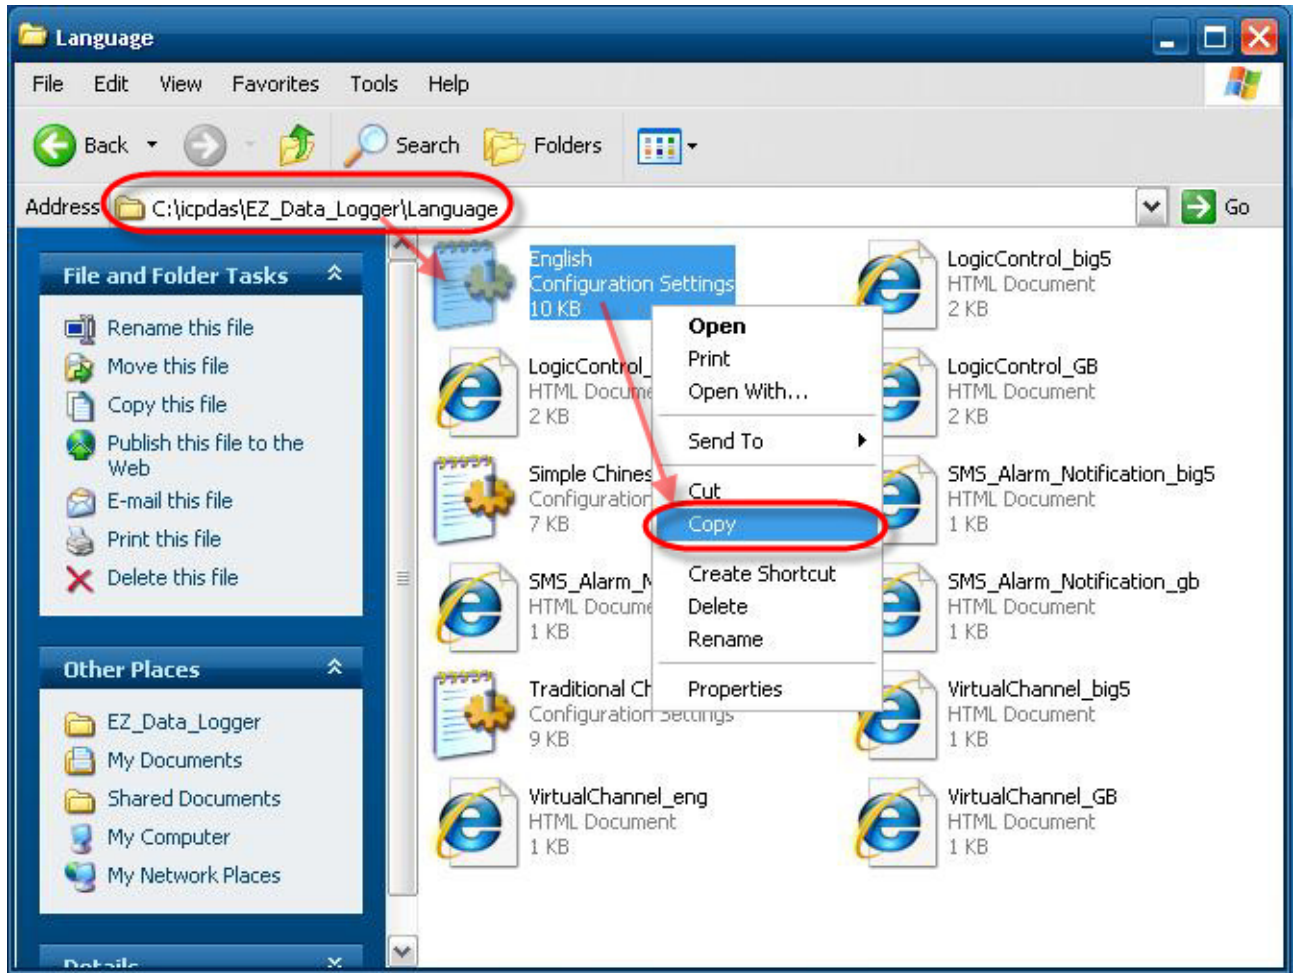 Language
File Edit View Favorites Tools Help
Back Search Folders
Address C:\icpdas\EZ_Data_Logger\Language Go
File and Folder Tasks
Rename this file
Move this file
Copy this file
Publish this file to the
Web
E-mail this file
Print this file
Delete this file
Other Places
EZ_Data_Logger
My Documents
Shared Documents
My Computer
My Network Places
Details
English
Configuration Settings
10 KB
LogicControl_big5
HTML Document
2 KB
LogicControl_
HTML Docume
2 KB
LogicControl_GB
HTML Document
2 KB
Simple Chines
Configuration
7 KB
SMS_Alarm_Notification_big5
HTML Document
1 KB
SMS_Alarm_N
HTML Docume
1 KB
SMS_Alarm_Notification_gb
HTML Document
1 KB
Traditional Ch
Configuration Settings
9 KB
VirtualChannel_big5
HTML Document
1 KB
VirtualChannel_eng
HTML Document
1 KB
VirtualChannel_GB
HTML Document
1 KB
Open
Print
Open With...
Send To
Cut
Copy
Create Shortcut
Delete
Rename
Properties